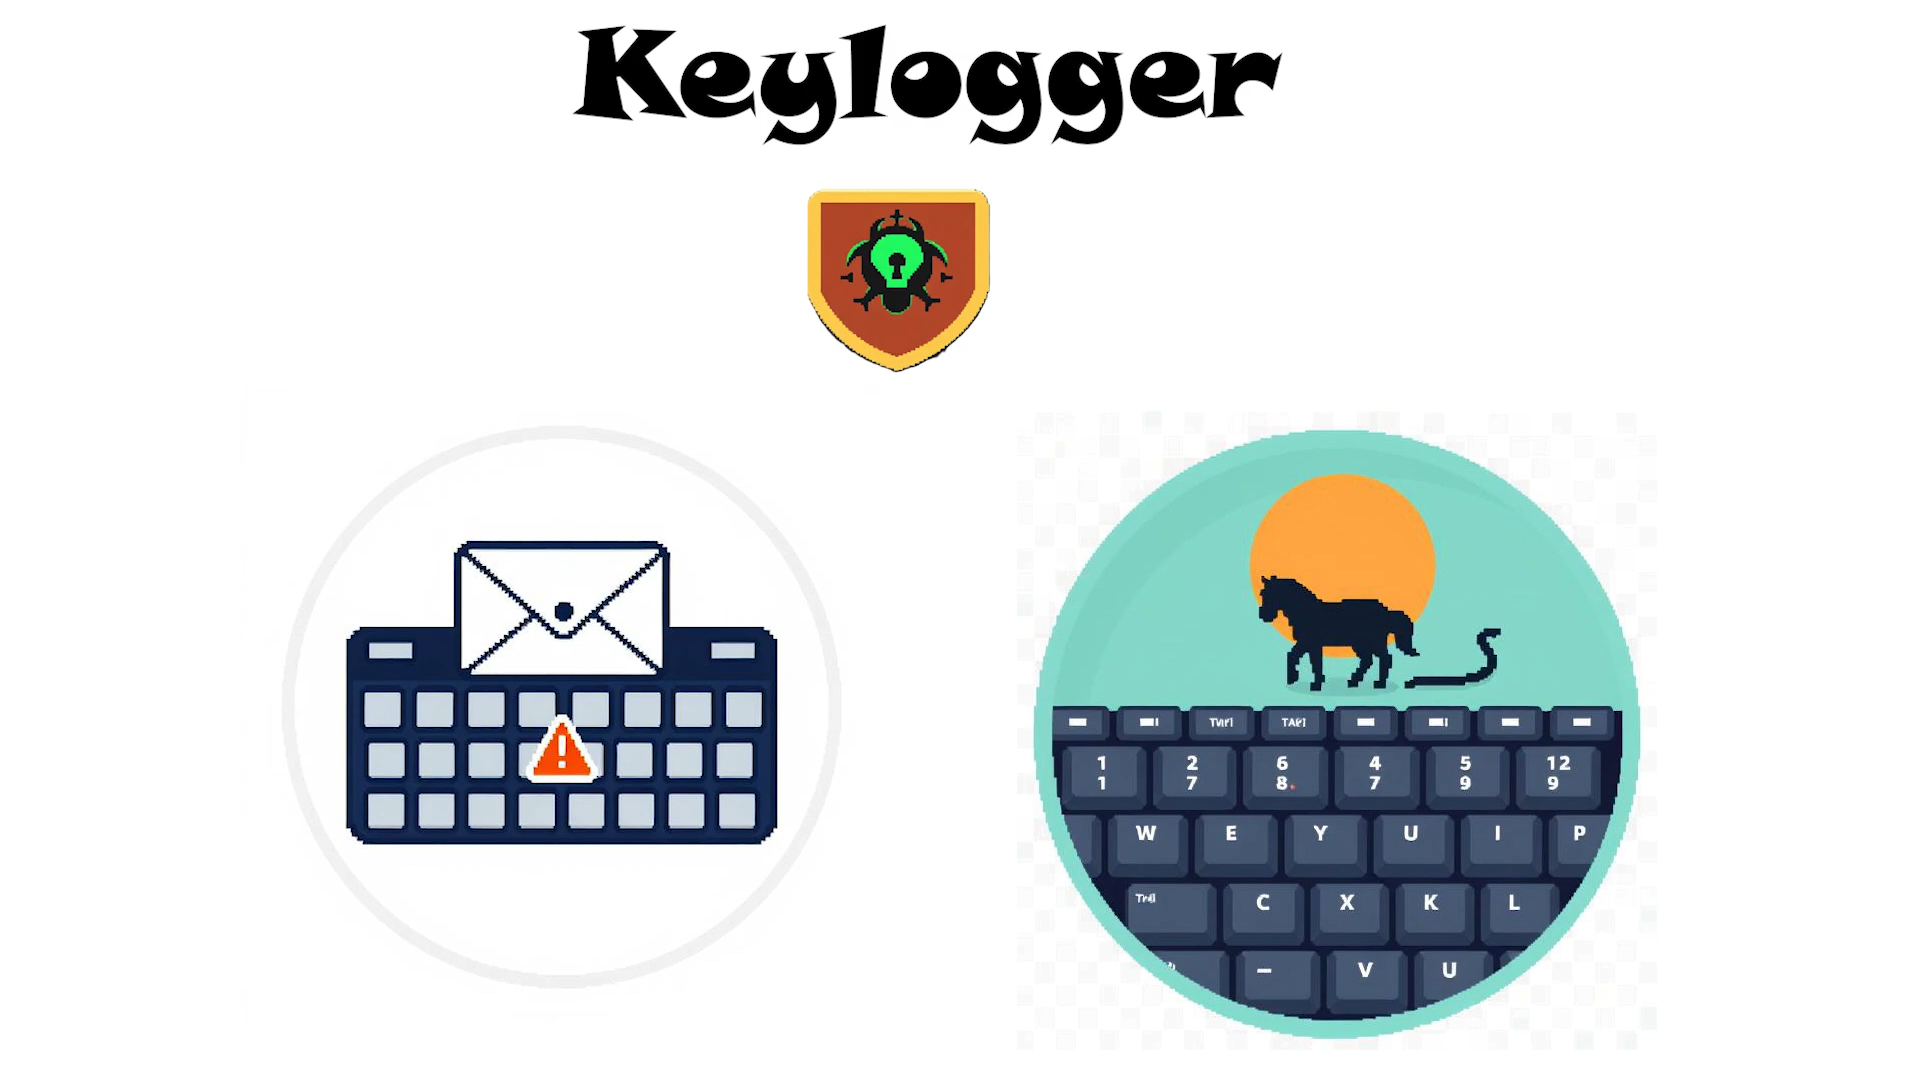 Keylogger
1 2 6 4 5 12
1 7 8. 7 9 9
W E Y U I P
C X K L
– V U